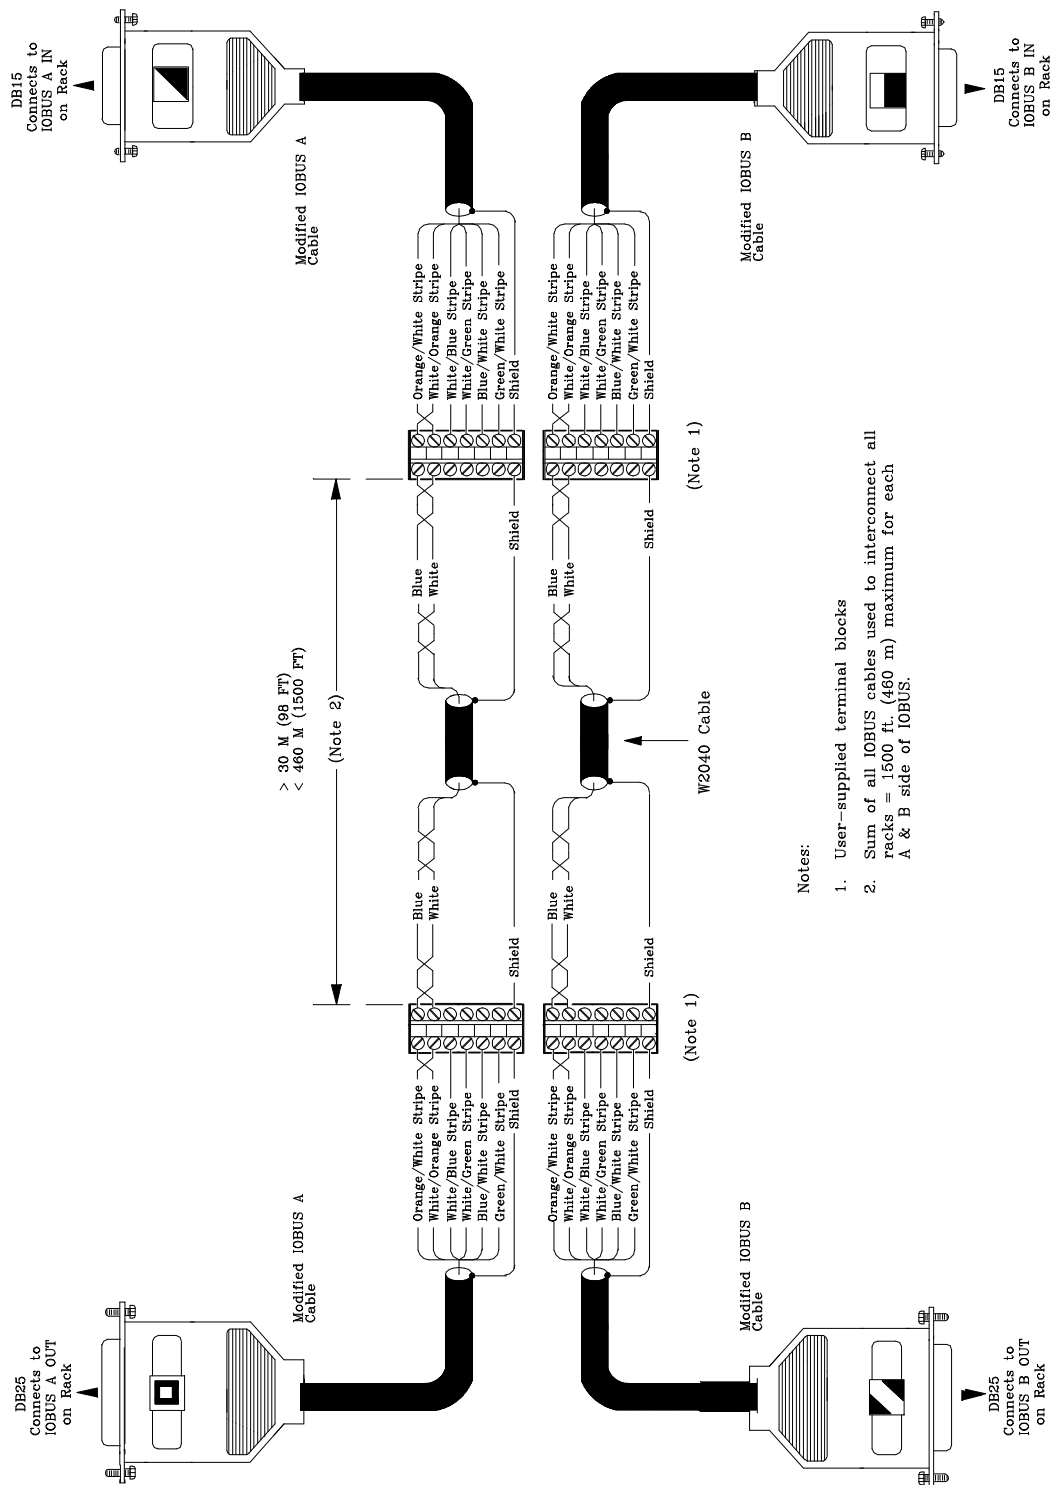 DB15
Connects to
IOBUS A IN
on Rack
Modified IOBUS A
Cable
Orange/White Stripe
White/Orange Stripe
White/Blue Stripe
White/Green Stripe
Blue/White Stripe
Green/White Stripe
Shield
DB15
Connects to
IOBUS B IN
on Rack
Modified IOBUS B
Cable
Orange/White Stripe
White/Orange Stripe
White/Blue Stripe
White/Green Stripe
Blue/White Stripe
Green/White Stripe
Shield
(Note 1)
> 30 M (98 FT)
< 460 M (1500 FT)
(Note 2)
Blue
White
Shield
Blue
White
Shield
W2040 Cable
Blue
White
Shield
Blue
White
Shield
(Note 1)
Orange/White Stripe
White/Orange Stripe
White/Blue Stripe
White/Green Stripe
Blue/White Stripe
Green/White Stripe
Shield
Modified IOBUS A
Cable
DB25
Connects to
IOBUS A OUT
on Rack
Orange/White Stripe
White/Orange Stripe
White/Blue Stripe
White/Green Stripe
Blue/White Stripe
Green/White Stripe
Shield
Modified IOBUS B
Cable
DB25
Connects to
IOBUS B OUT
on Rack
Notes:
1. User-supplied terminal blocks
2. Sum of all IOBUS cables used to interconnect all
racks = 1500 ft. (460 m) maximum for each
A & B side of IOBUS.